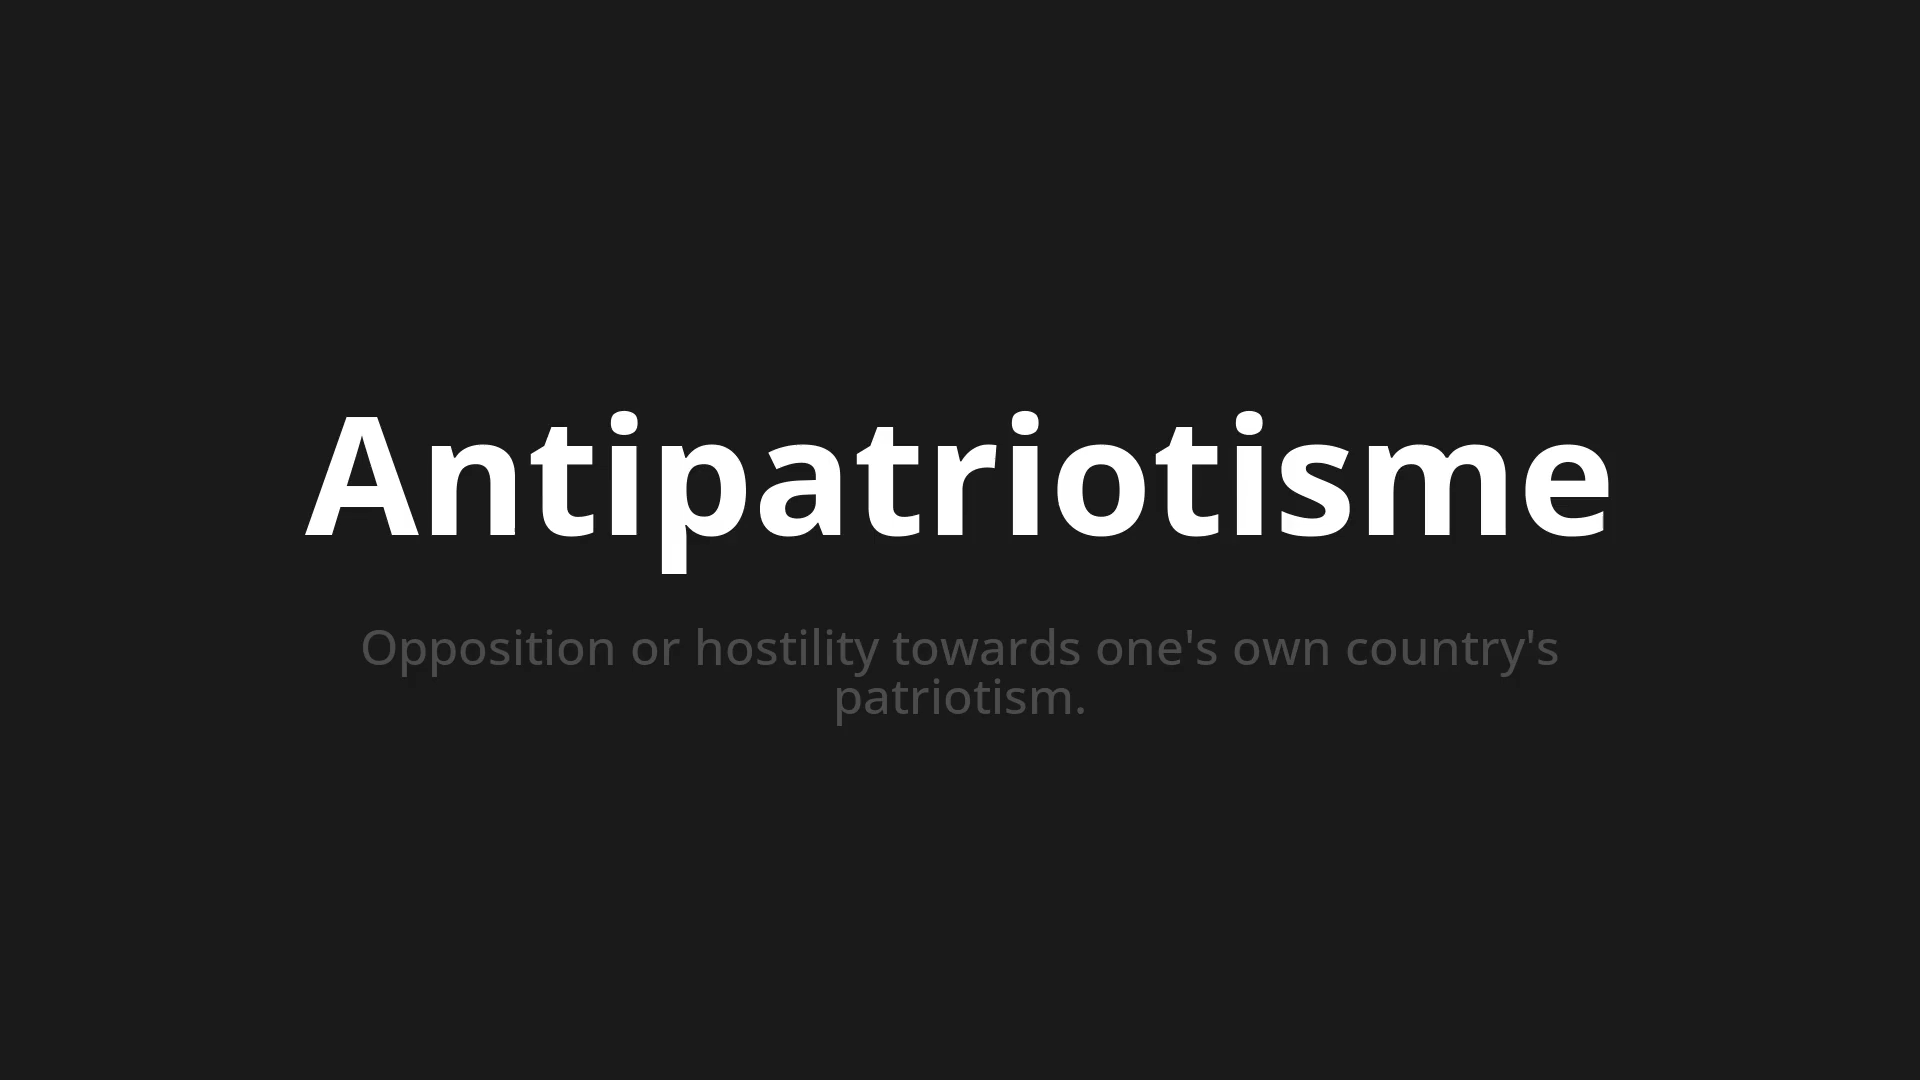 Antipatriotisme
Opposition or hostility towards one's own country's
patriotism.